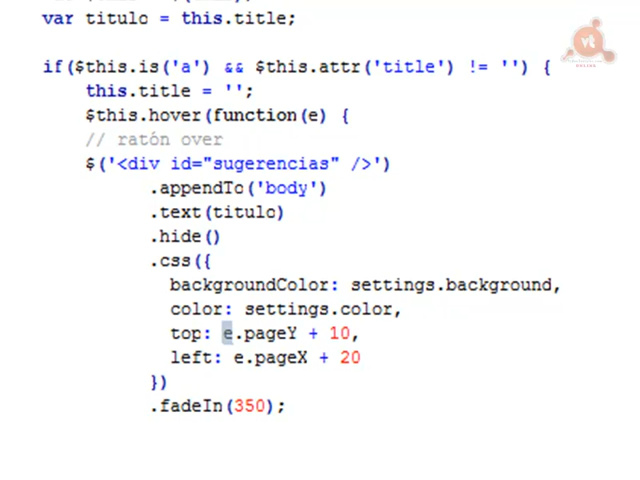 var titulo = this.title;
if($this.is('a') && $this.attr('title') != '') {
this.title = '';
$this.hover(function(e) {
// ratón over
$('<div id="sugerencias" />')
.appendTo('body')
.text(titulo)
.hide()
.css({
backgroundColor: settings.background,
color: settings.color,
top: e.pageY + 10,
left: e.pageX + 20
})
.fadeIn(350);
vt